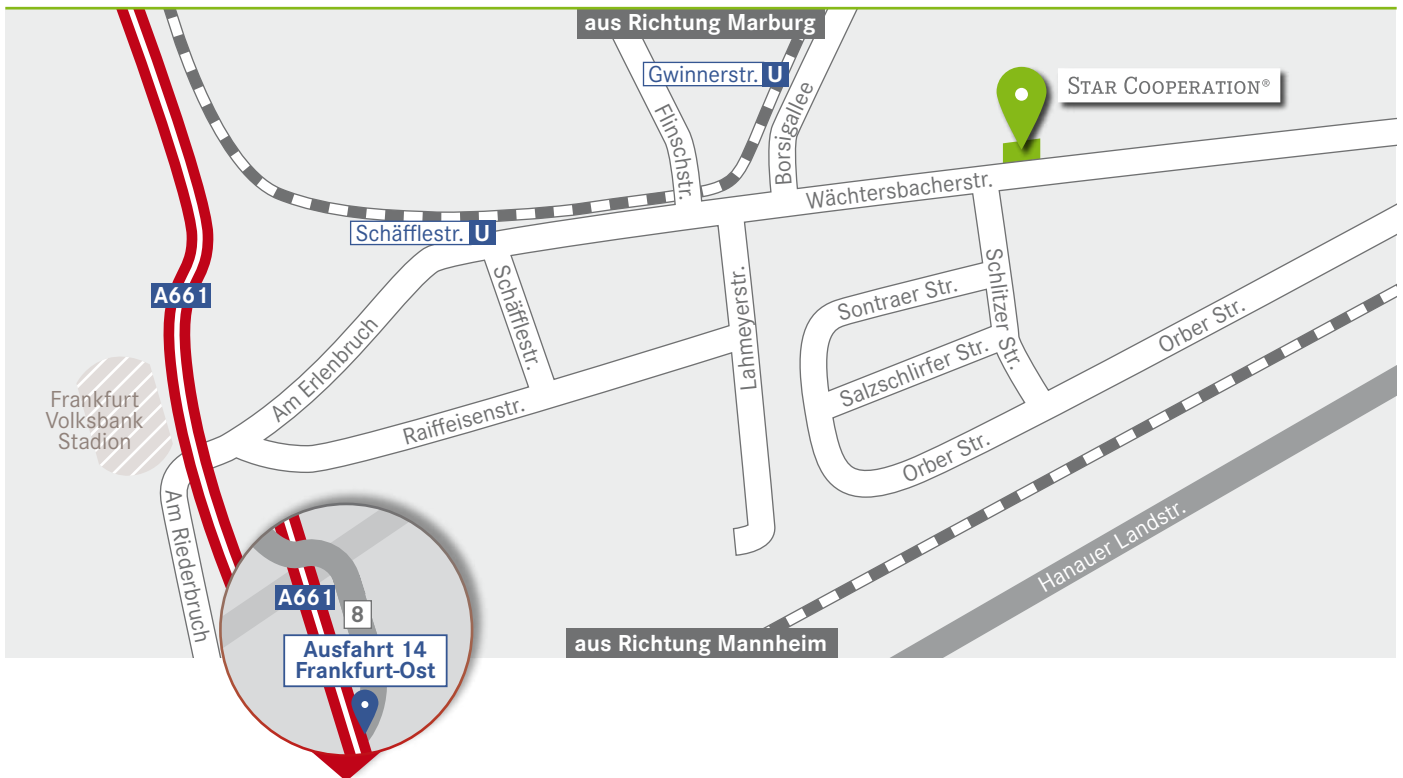 aus Richtung Marburg
Gwinnerstr. U
STAR COOPERATION®
Flinschstr.
Borsigallee
Wächtersbacherstr.
Schäfflestr. U
A661
Schäfflestr.
Lahmeyerstr.
Sontraer Str.
Schlitzer Str.
Orber Str.
Am Erlenbruch
Salzschlirfer Str.
Frankfurt
Volksbank
Stadion
Raiffeisenstr.
Orber Str.
Am Riederbruch
Hanauer Landstr.
A661
8
aus Richtung Mannheim
Ausfahrt 14
Frankfurt-Ost